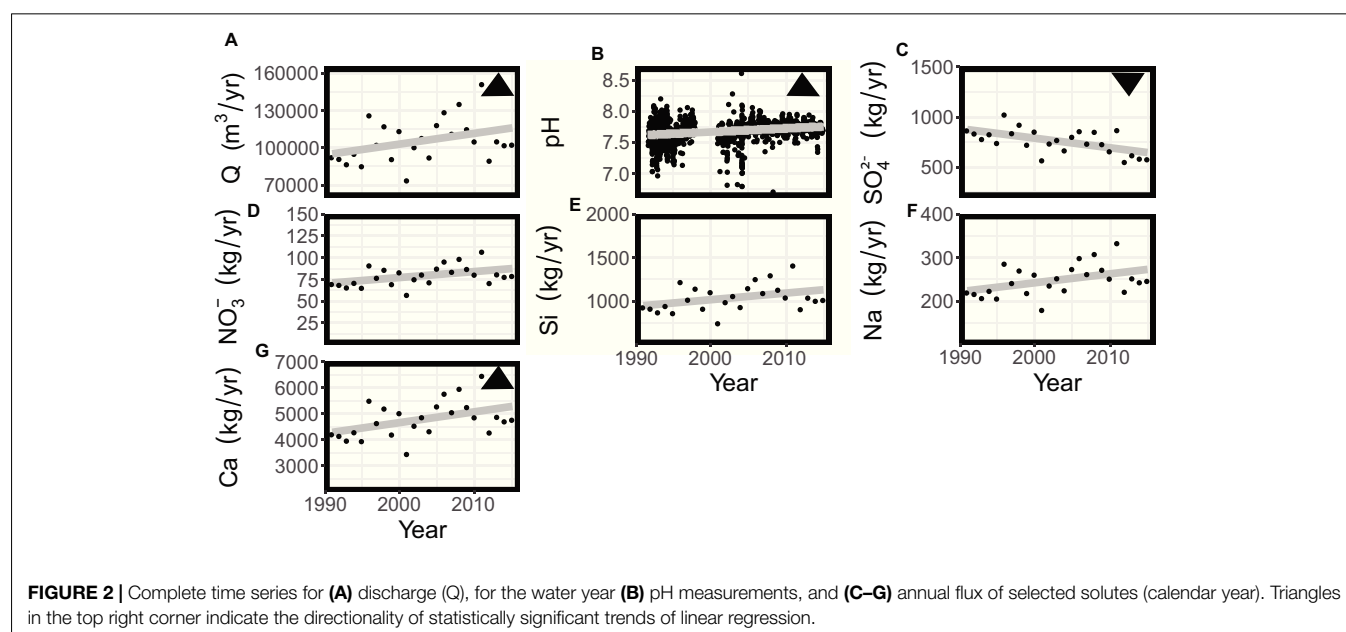 A
Q (m³/yr)
160000
130000
100000
70000
B
pH
8.5
8.0
7.5
7.0
C
SO₄²⁻ (kg/yr)
1500
1000
500
D
NO₃⁻ (kg/yr)
150
125
100
75
50
25
E
Si (kg/yr)
2000
1500
1000
1990 2000 2010
Year
F
Na (kg/yr)
400
300
200
1990 2000 2010
Year
G
Ca (kg/yr)
7000
6000
5000
4000
3000
1990 2000 2010
Year
FIGURE 2 | Complete time series for (A) discharge (Q), for the water year (B) pH measurements, and (C–G) annual flux of selected solutes (calendar year). Triangles
in the top right corner indicate the directionality of statistically significant trends of linear regression.